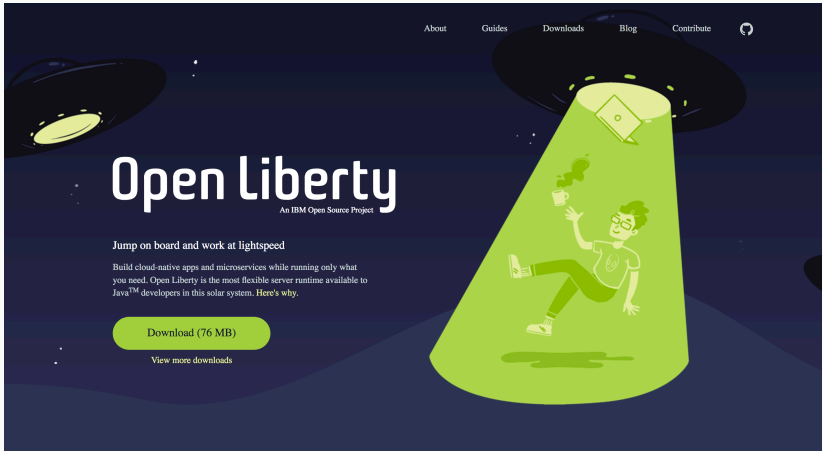 About Guides Downloads Blog Contribute
Open Liberty
An IBM Open Source Project
Jump on board and work at lightspeed
Build cloud-native apps and microservices while running only what
you need. Open Liberty is the most flexible server runtime available to
Java™ developers in this solar system. Here's why.
Download (76 MB)
View more downloads